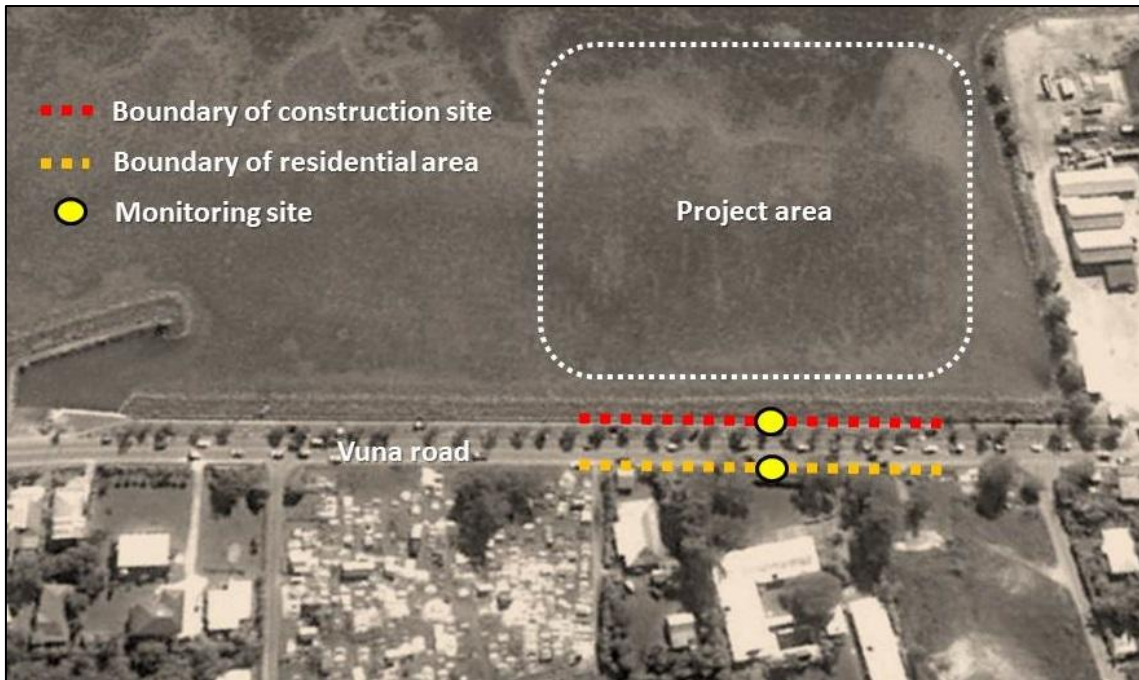 Boundary of construction site
Boundary of residential area
Monitoring site
Project area
Vuna road